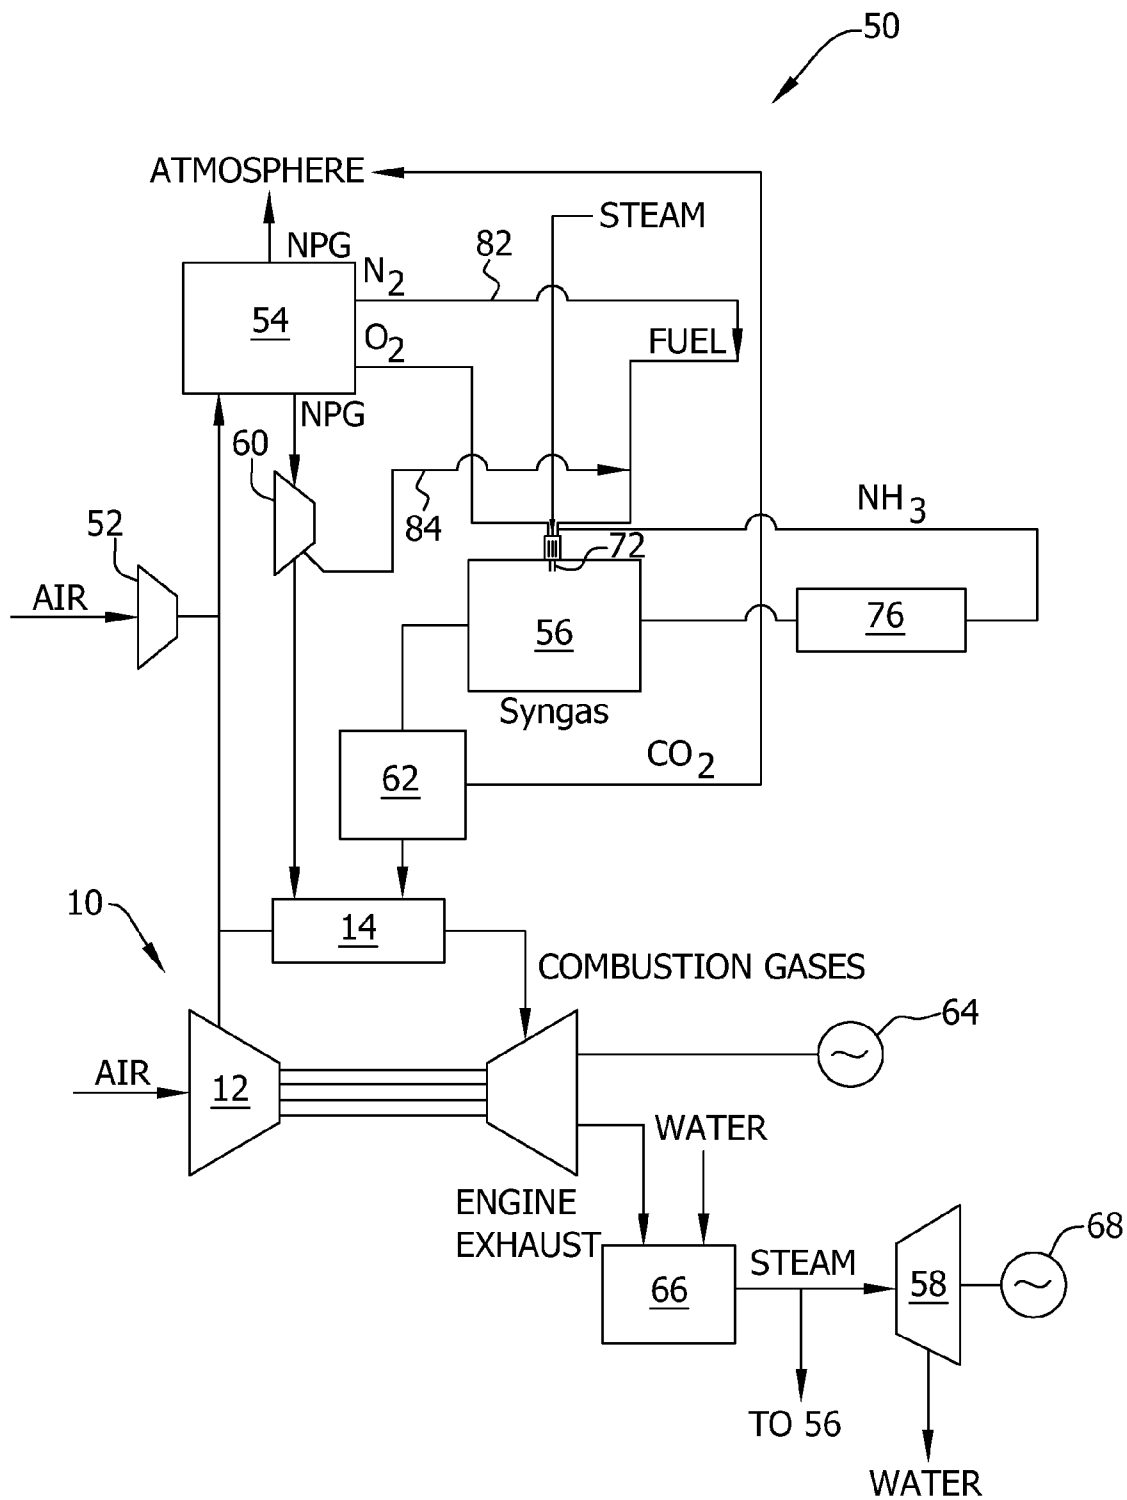 50
ATMOSPHERE
STEAM
NPG
N2
82
54
O2
FUEL
NPG
60
NH3
84
52
72
AIR
76
56
Syngas
CO2
62
10
14
COMBUSTION GASES
64
AIR
12
WATER
ENGINE
EXHAUST
68
STEAM
58
66
TO 56
WATER